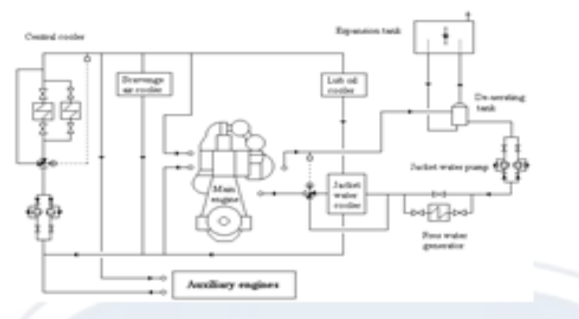 Central cooler
Expansion tank
Scavenge
air cooler
Lub oil
cooler
De-aerating
tank
Jacket water pump
Main
engine
Jacket
water
cooler
Fres water
generator
Auxiliary engines